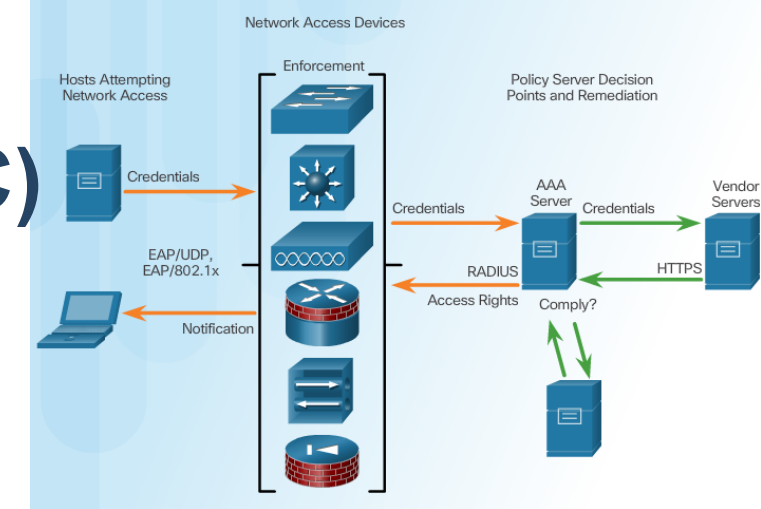 C)
Network Access Devices
Hosts Attempting
Network Access
Enforcement
Policy Server Decision
Points and Remediation
Credentials
EAP/UDP,
EAP/802.1x
Notification
Credentials
RADIUS
Access Rights
AAA
Server
Credentials
HTTPS
Vendor
Servers
Comply?